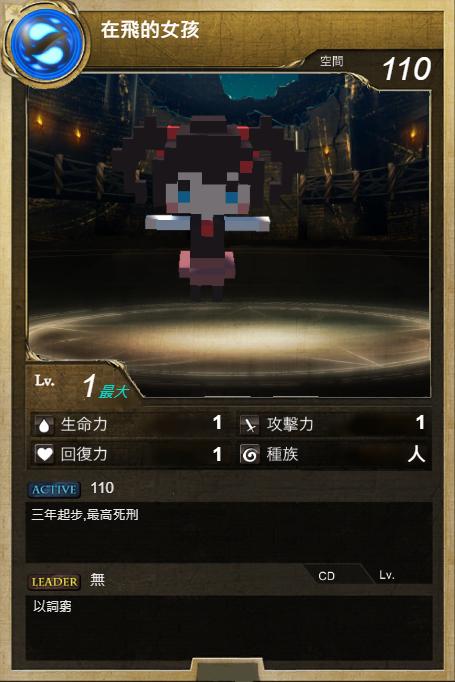 在飛的女孩
空間 110
Lv. 1最大
生命力 1 攻擊力 1
回復力 1 種族 人
ACTIVE 110
三年起步,最高死刑
LEADER 無 CD Lv.
以詞窮